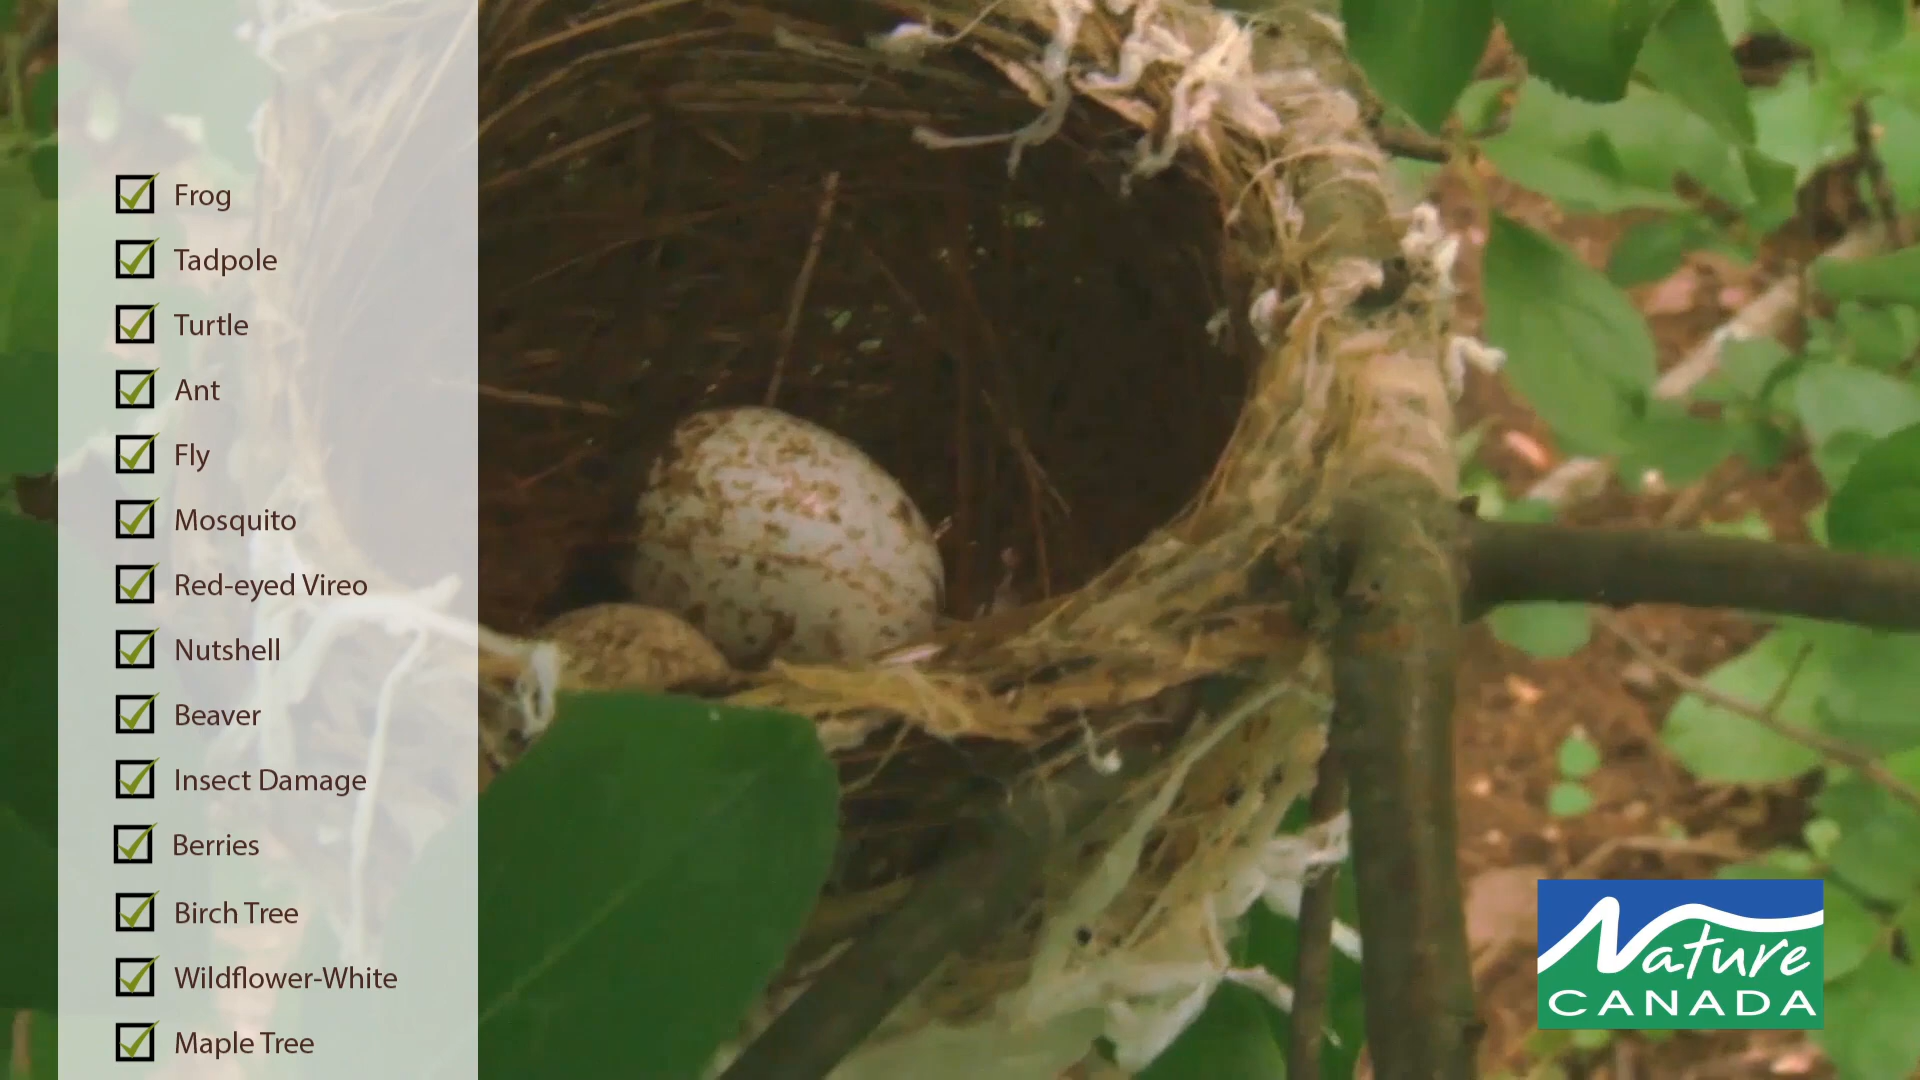 Frog
Tadpole
Turtle
Ant
Fly
Mosquito
Red-eyed Vireo
Nutshell
Beaver
Insect Damage
Berries
Birch Tree
Wildflower-White
Maple Tree
Nature
CANADA